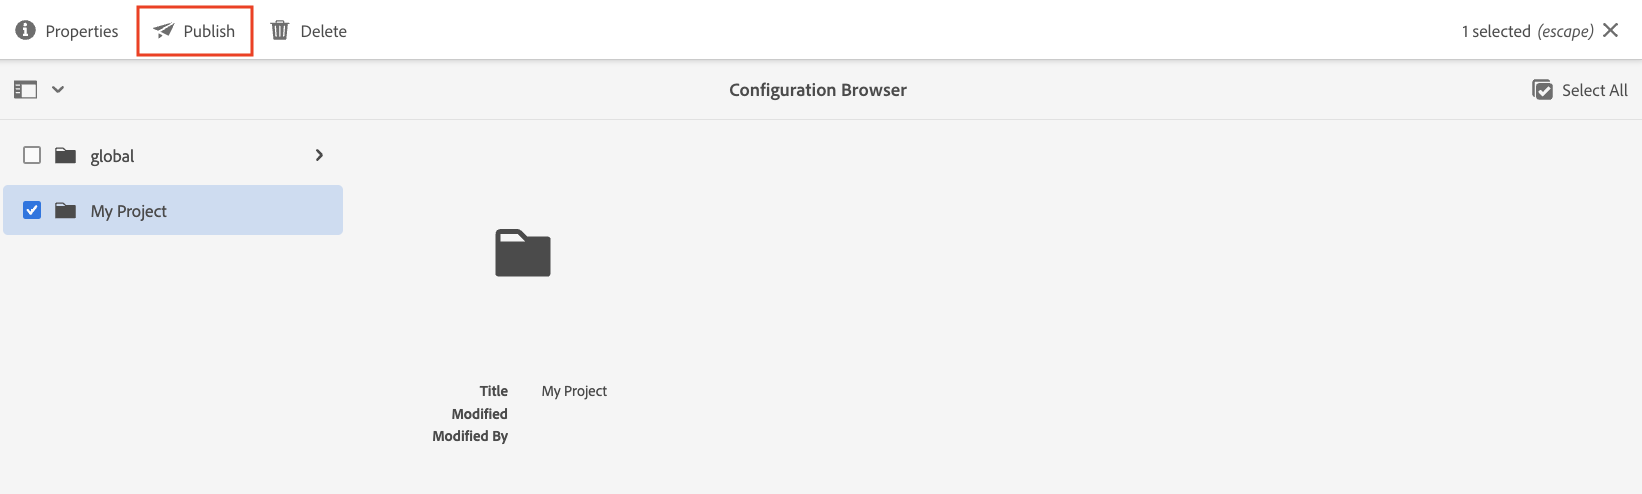 Properties Publish Delete 1 selected (escape)
Configuration Browser Select All
global
My Project
Title My Project
Modified
Modified By